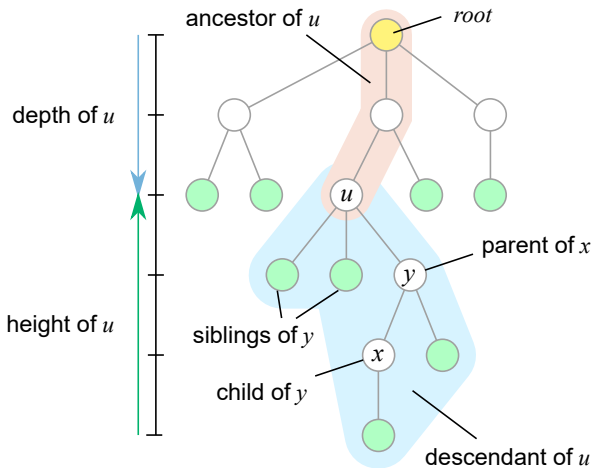 ancestor of u
root
depth of u
u
parent of x
y
height of u
siblings of y
x
child of y
descendant of u